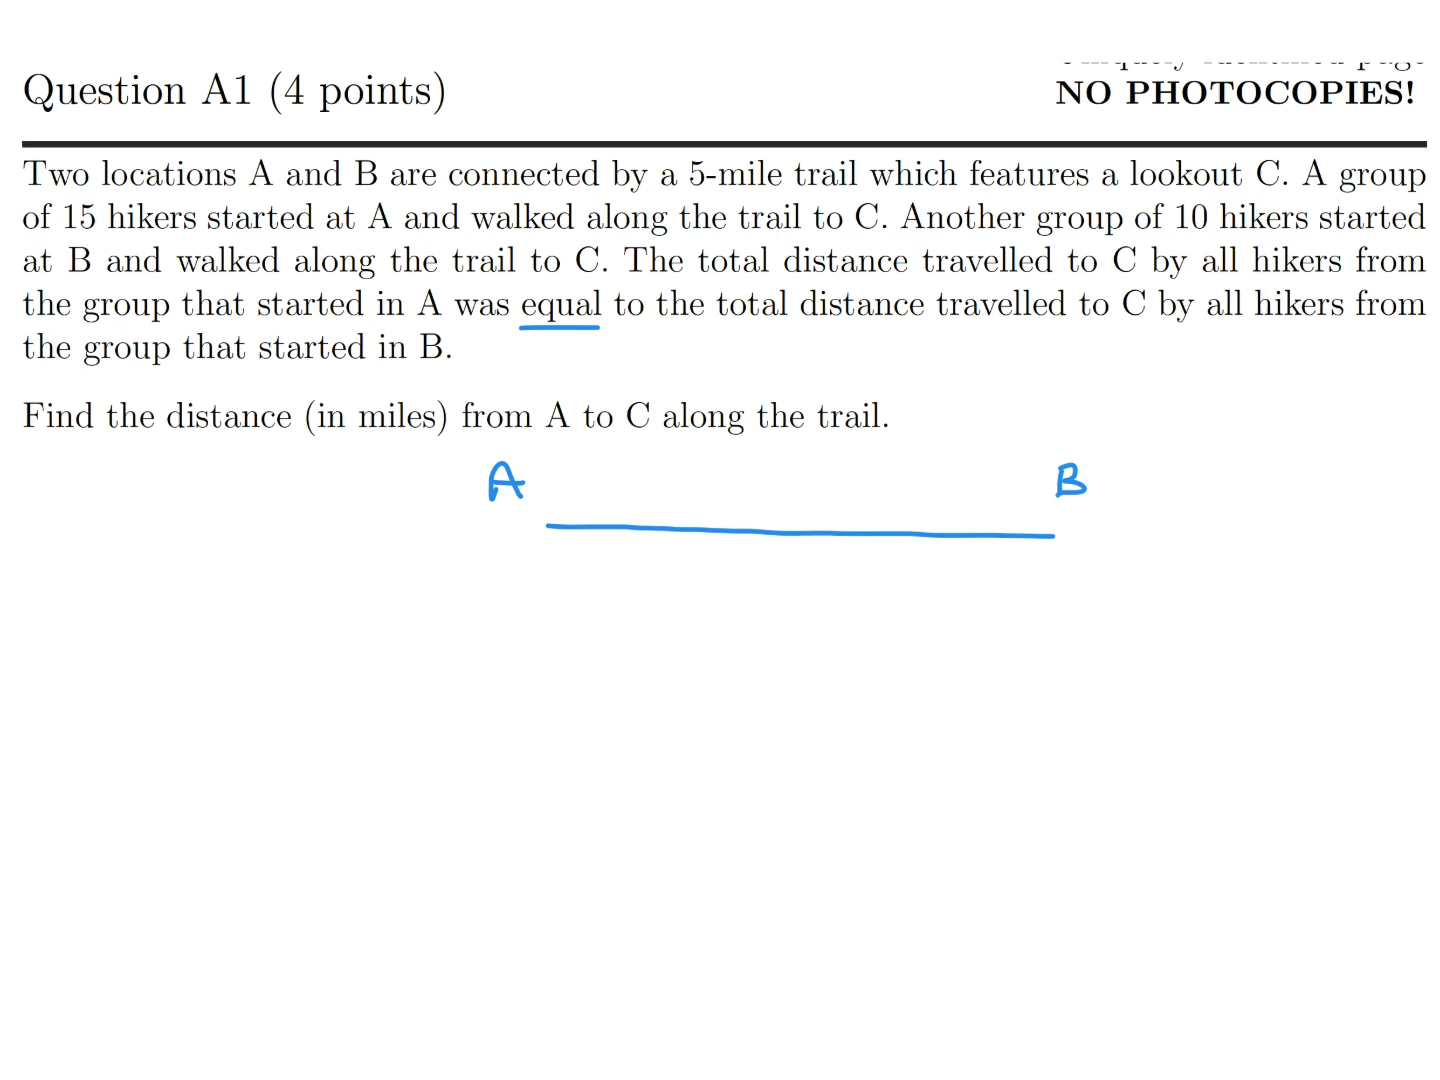 Question A1 (4 points)
NO PHOTOCOPIES!
Two locations A and B are connected by a 5-mile trail which features a lookout C. A group
of 15 hikers started at A and walked along the trail to C. Another group of 10 hikers started
at B and walked along the trail to C. The total distance travelled to C by all hikers from
the group that started in A was equal to the total distance travelled to C by all hikers from
the group that started in B.
Find the distance (in miles) from A to C along the trail.
A B